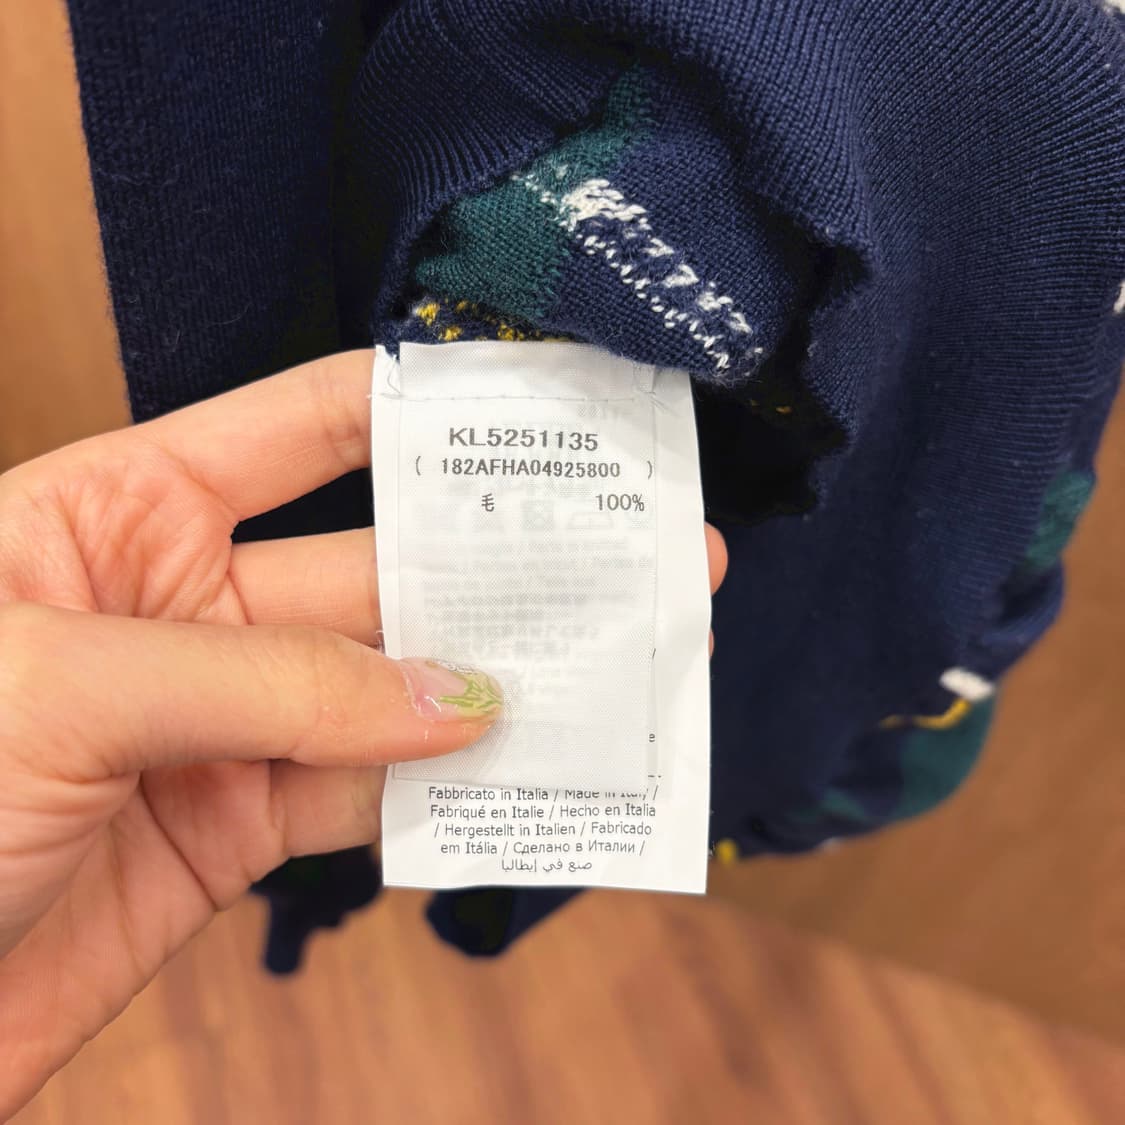 KL5251135
( 182AFHA04925800 )
毛 100%
Fabbricato in Italia / Made in Italy /
Fabriqué en Italie / Hecho en Italia
/ Hergestellt in Italien / Fabricado
em Itália / Сделано в Италии /
صنع في إيطاليا